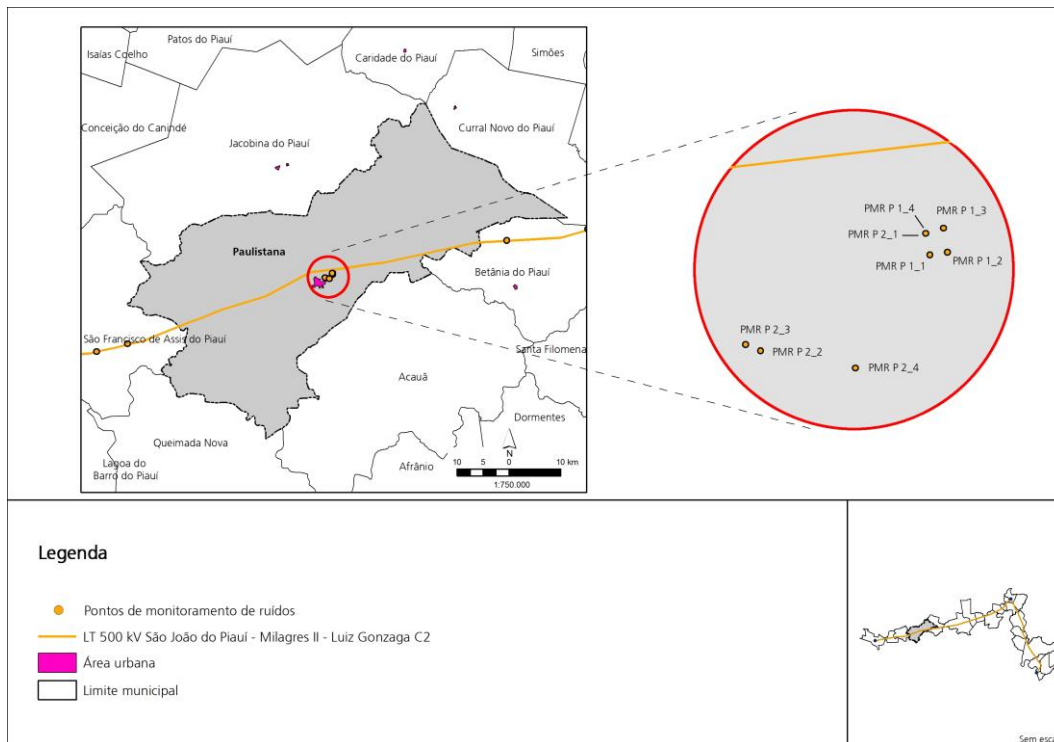 Patos do Piauí
Isaías Coelho
Caridade do Piauí
Simões
Conceição do Canindé
Curral Novo do Piauí
Jacobina do Piauí
Paulistana
Betânia do Piauí
São Francisco de Assis do Piauí
Santa Filomena
Acauã
Dormentes
Queimada Nova
Lagoa do
Barro do Piauí
Afrânio
N
10 5 0 10 km
1:750.000
PMR P 1_4
PMR P 1_3
PMR P 2_1
PMR P 1_1
PMR P 1_2
PMR P 2_3
PMR P 2_2
PMR P 2_4
Legenda
Pontos de monitoramento de ruídos
LT 500 kV São João do Piauí - Milagres II - Luiz Gonzaga C2
Área urbana
Limite municipal
Sem esca